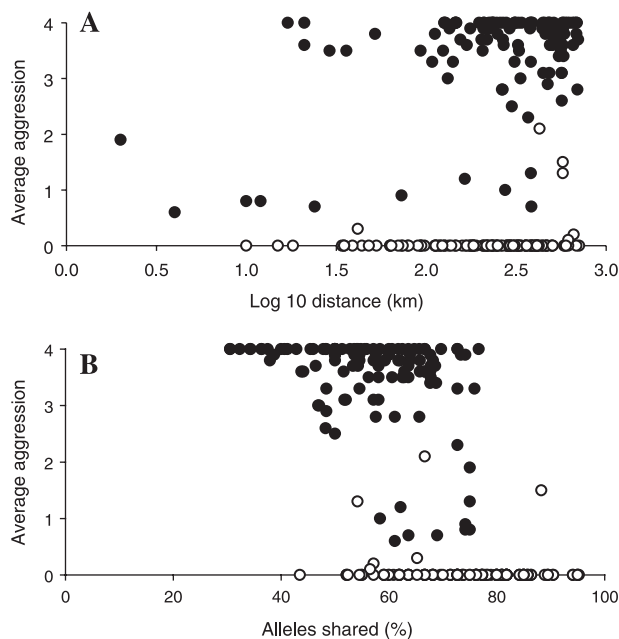 A
4
3
2
1
0
Average aggression
0.0 0.5 1.0 1.5 2.0 2.5 3.0
Log 10 distance (km)
B
4
3
2
1
0
Average aggression
0 20 40 60 80 100
Alleles shared (%)